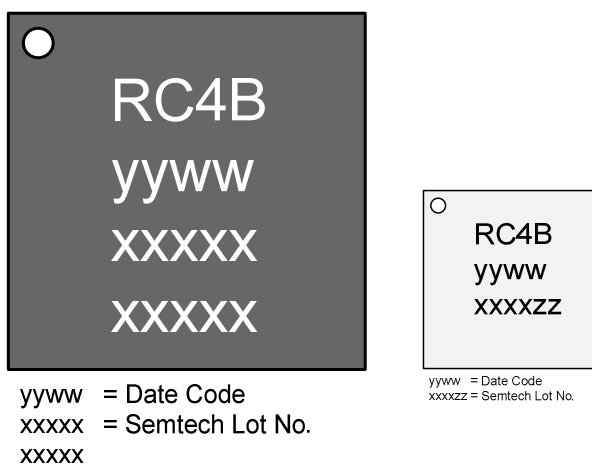 RC4B
yyww
xxxxx
xxxxx
yyww = Date Code
xxxxx = Semtech Lot No.
xxxxx
RC4B
yyww
xxxxzz
yyww = Date Code
xxxxzz = Semtech Lot No.